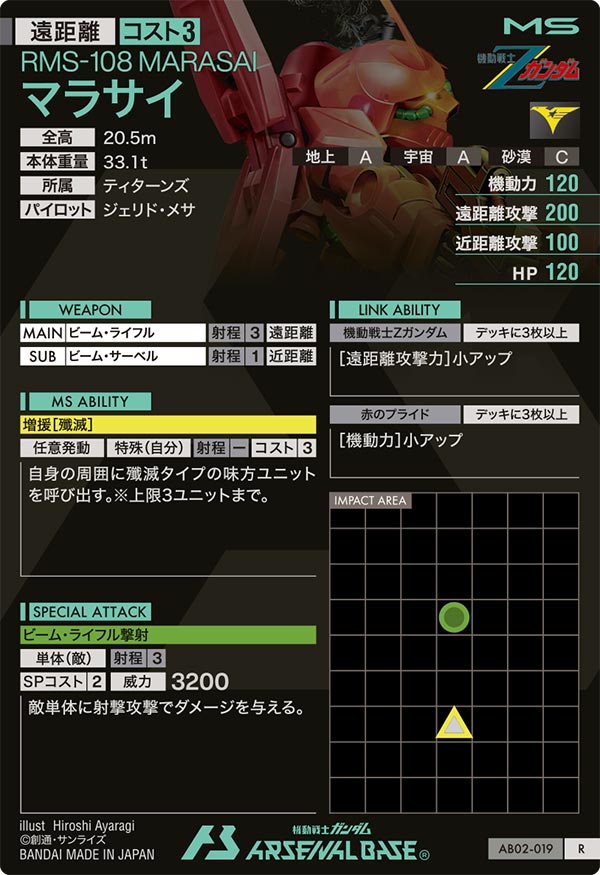 遠距離 コスト3
MS
RMS-108 MARASAI
マラサイ
機動戦士
Ζガンダム
全高 20.5m
本体重量 33.1t
所属 ティターンズ
パイロット ジェリド・メサ
地上 A 宇宙 A 砂漠 C
機動力 120
遠距離攻撃 200
近距離攻撃 100
HP 120
WEAPON
MAIN ビーム・ライフル 射程 3 遠距離
SUB ビーム・サーベル 射程 1 近距離
MS ABILITY
増援[殲滅]
任意発動 特殊(自分) 射程 ー コスト 3
自身の周囲に殲滅タイプの味方ユニット
を呼び出す。※上限3ユニットまで。
SPECIAL ATTACK
ビーム・ライフル撃射
単体(敵) 射程 3
SPコスト 2 威力 3200
敵単体に射撃攻撃でダメージを与える。
LINK ABILITY
機動戦士Zガンダム デッキに3枚以上
[遠距離攻撃力]小アップ
赤のプライド デッキに3枚以上
[機動力]小アップ
IMPACT AREA
illust Hiroshi Ayaragi
©創通・サンライズ
BANDAI MADE IN JAPAN
機動戦士ガンダム
ARSENAL BASE®
AB02-019 R